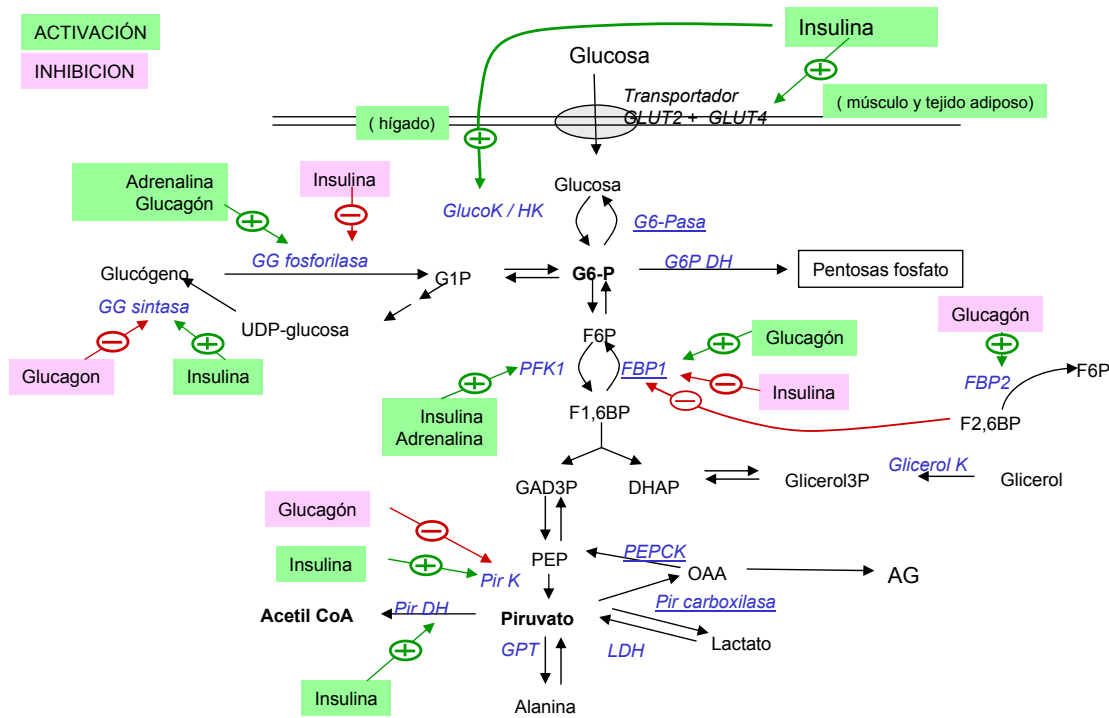 ACTIVACIÓN
INHIBICION
Insulina
Glucosa
Transportador
GLUT2 + GLUT4
( músculo y tejido adiposo)
( hígado)
+
+
Adrenalina
Glucagón
+
Insulina
–
GlucoK / HK
Glucosa
G6-Pasa
Glucógeno
GG fosforilasa
G1P
G6-P
G6P DH
Pentosas fosfato
GG sintasa
UDP-glucosa
–
Glucagon
+
Insulina
F6P
PFK1
FBP1
+
Insulina
Adrenalina
+
Glucagón
–
Insulina
–
Glucagón
+
FBP2
F6P
F2,6BP
F1,6BP
GAD3P
DHAP
Glicerol3P
Glicerol K
Glicerol
Glucagón
–
Insulina
+
Pir K
PEP
PEPCK
OAA
AG
Acetil CoA
Pir DH
Piruvato
Pir carboxilasa
+
Insulina
GPT
LDH
Lactato
Alanina